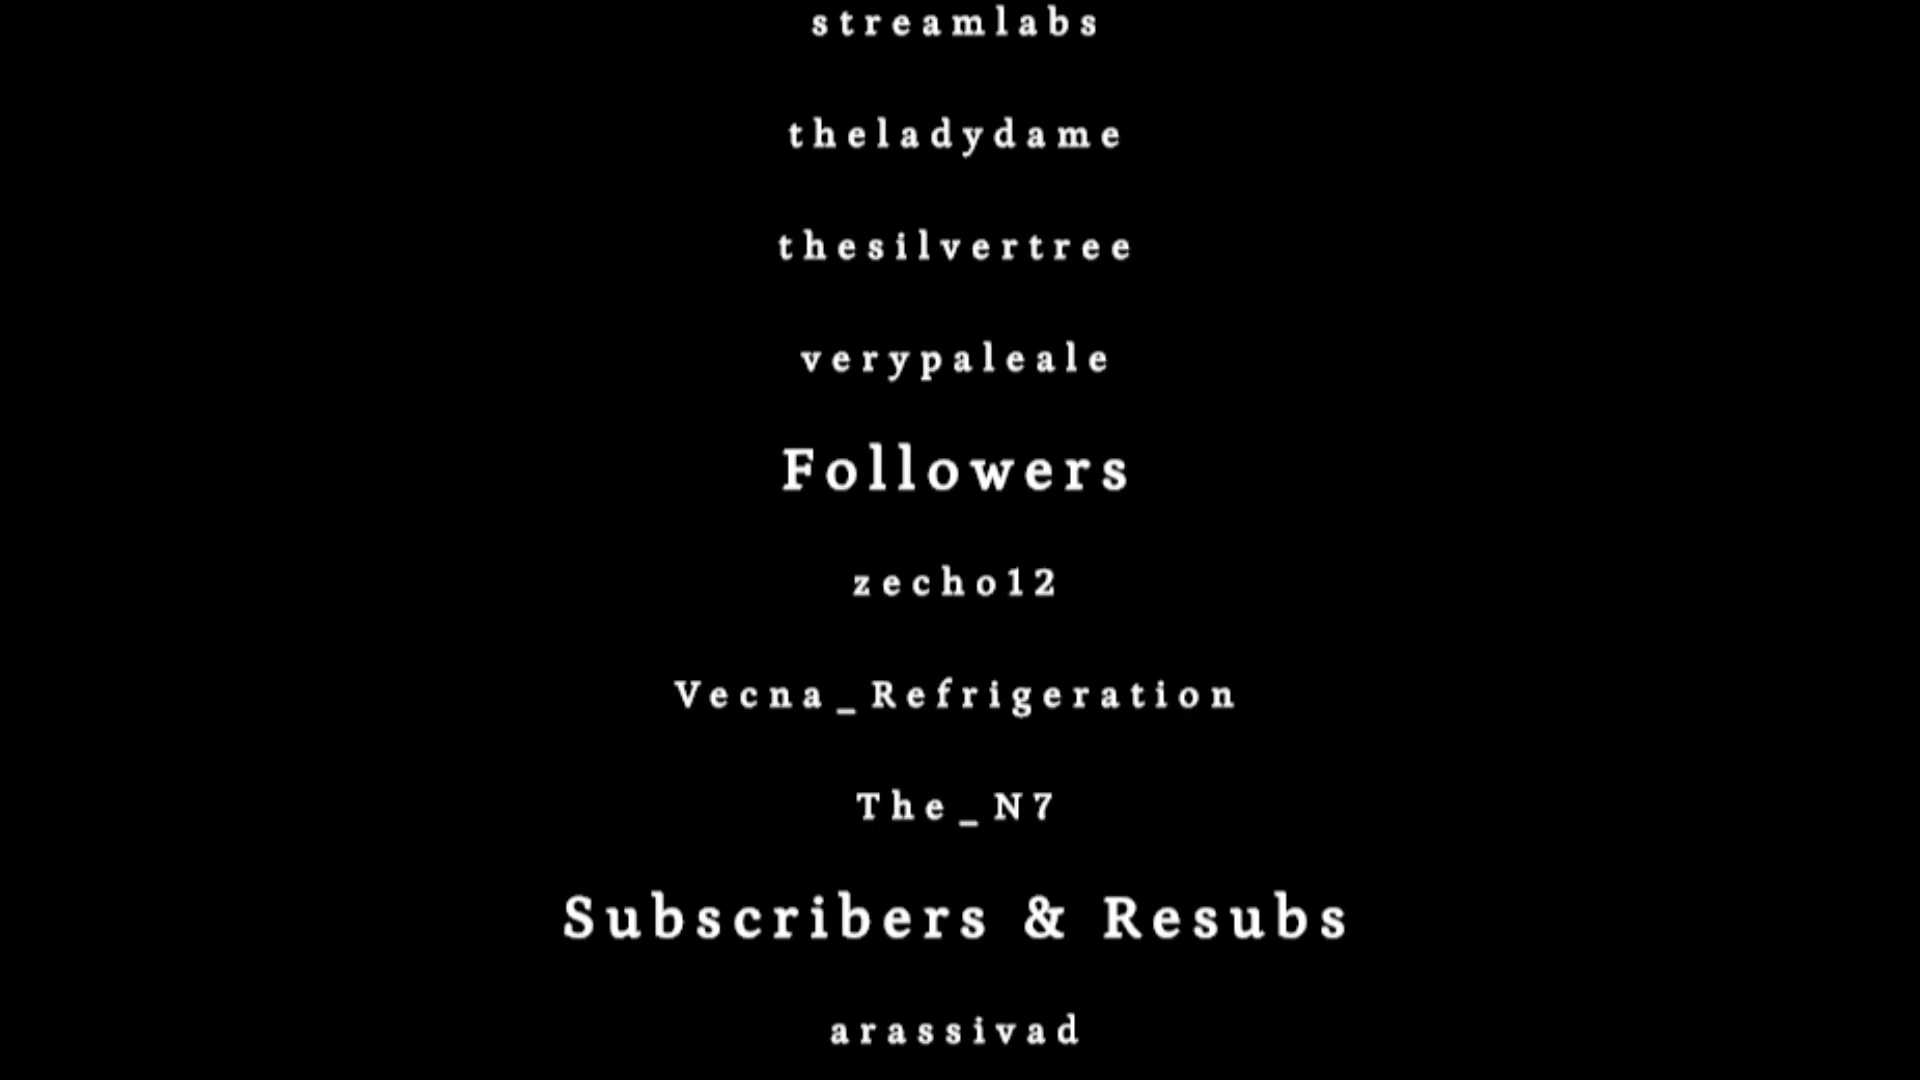 streamlabs
theladydame
thesilvertree
verypaleale
Followers
zecho12
Vecna_Refrigeration
The_N7
Subscribers & Resubs
arassivad